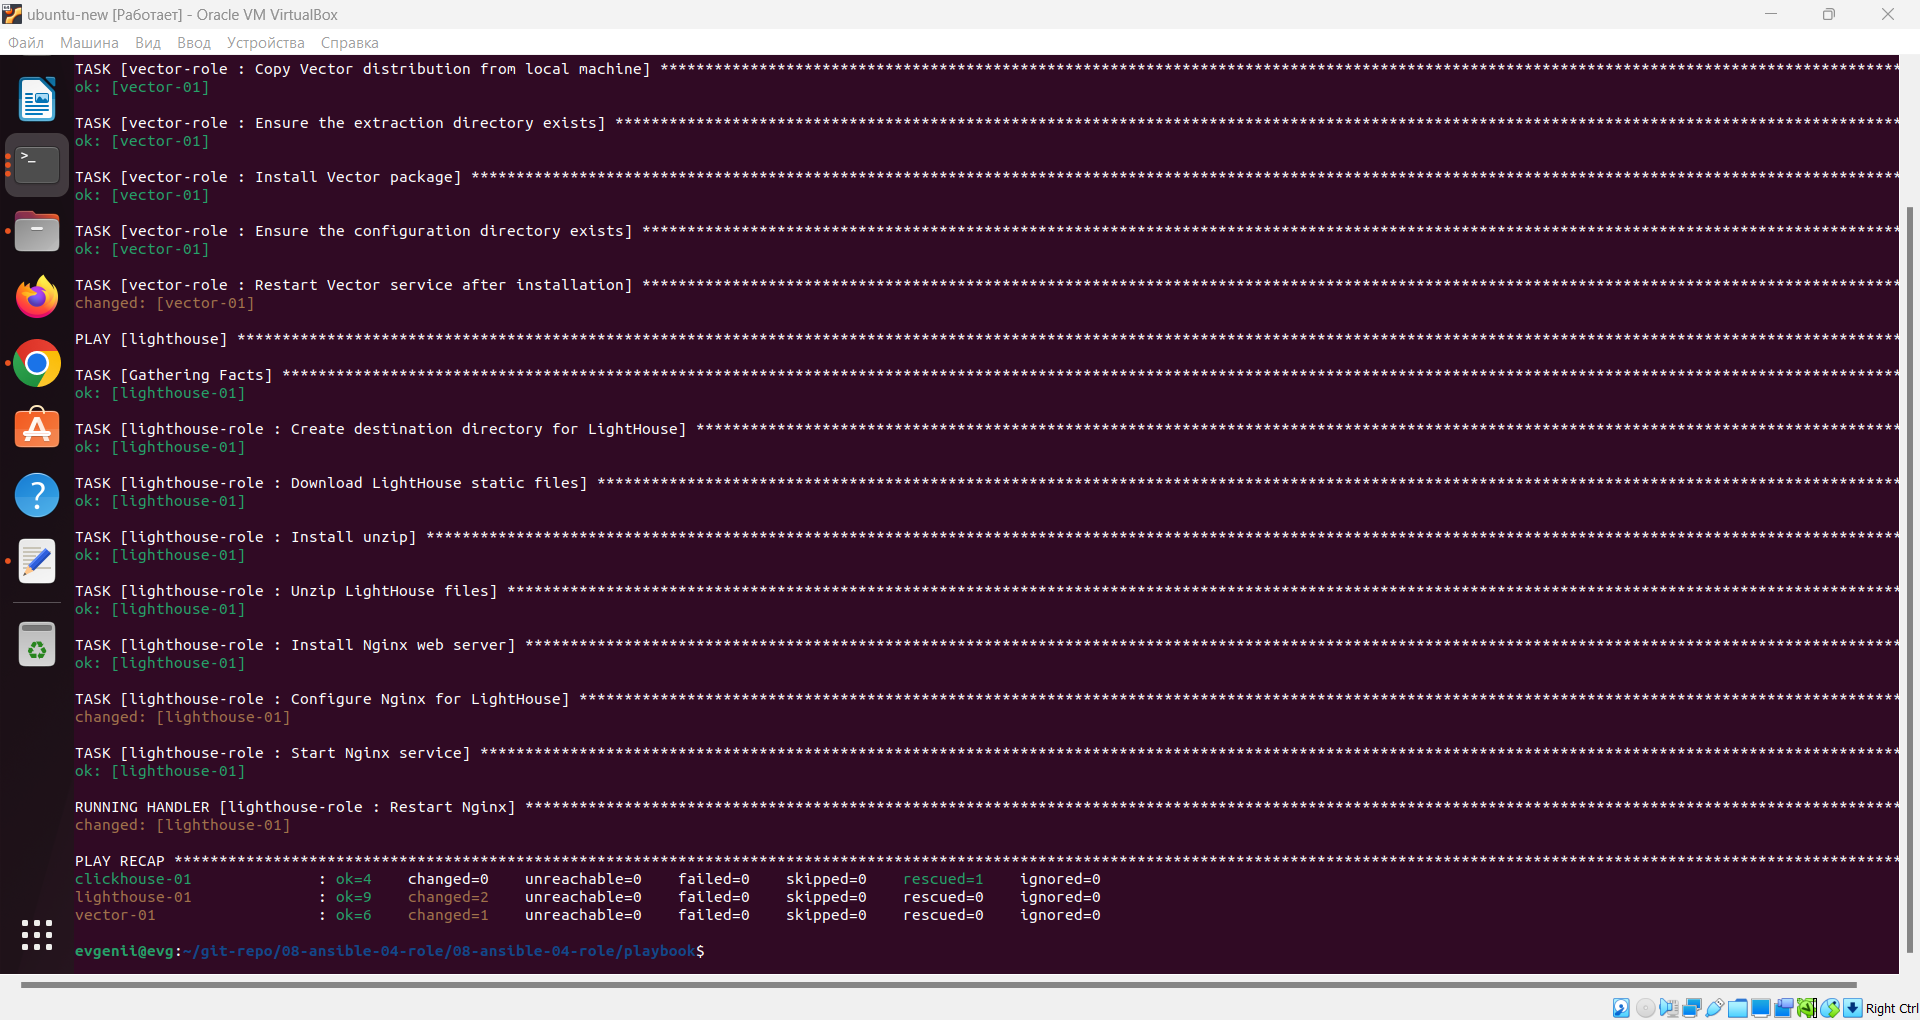 ubuntu-new [Работает] - Oracle VM VirtualBox
Файл Машина Вид Ввод Устройства Справка
TASK [vector-role : Copy Vector distribution from local machine] ******************************************************************************************************************************************
ok: [vector-01]
TASK [vector-role : Ensure the extraction directory exists] ***********************************************************************************************************************************************
ok: [vector-01]
TASK [vector-role : Install Vector package] ***************************************************************************************************************************************************************
ok: [vector-01]
TASK [vector-role : Ensure the configuration directory exists] ********************************************************************************************************************************************
ok: [vector-01]
TASK [vector-role : Restart Vector service after installation] ********************************************************************************************************************************************
changed: [vector-01]
PLAY [lighthouse] *****************************************************************************************************************************************************************************************
TASK [Gathering Facts] ************************************************************************************************************************************************************************************
ok: [lighthouse-01]
TASK [lighthouse-role : Create destination directory for LightHouse] **************************************************************************************************************************************
ok: [lighthouse-01]
TASK [lighthouse-role : Download LightHouse static files] *************************************************************************************************************************************************
ok: [lighthouse-01]
TASK [lighthouse-role : Install unzip] ********************************************************************************************************************************************************************
ok: [lighthouse-01]
TASK [lighthouse-role : Unzip LightHouse files] ***********************************************************************************************************************************************************
ok: [lighthouse-01]
TASK [lighthouse-role : Install Nginx web server] *********************************************************************************************************************************************************
ok: [lighthouse-01]
TASK [lighthouse-role : Configure Nginx for LightHouse] ***************************************************************************************************************************************************
changed: [lighthouse-01]
TASK [lighthouse-role : Start Nginx service] **************************************************************************************************************************************************************
ok: [lighthouse-01]
RUNNING HANDLER [lighthouse-role : Restart Nginx] *********************************************************************************************************************************************************
changed: [lighthouse-01]
PLAY RECAP ************************************************************************************************************************************************************************************************
clickhouse-01 : ok=4 changed=0 unreachable=0 failed=0 skipped=0 rescued=1 ignored=0
lighthouse-01 : ok=9 changed=2 unreachable=0 failed=0 skipped=0 rescued=0 ignored=0
vector-01 : ok=6 changed=1 unreachable=0 failed=0 skipped=0 rescued=0 ignored=0
evgenii@evg:~/git-repo/08-ansible-04-role/08-ansible-04-role/playbook$
Right Ctrl